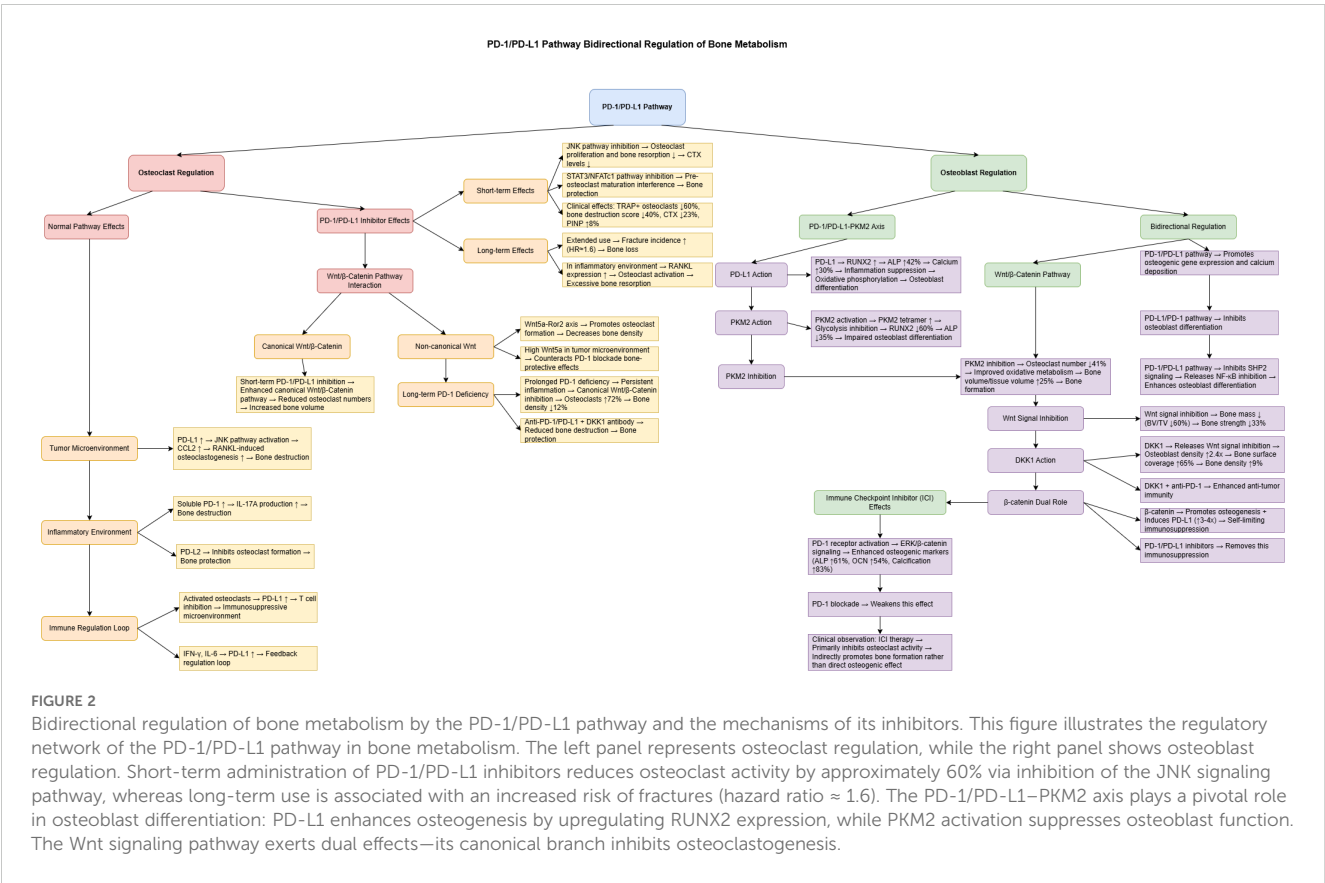 PD-1/PD-L1 Pathway Bidirectional Regulation of Bone Metabolism
PD-1/PD-L1 Pathway
Osteoclast Regulation
Normal Pathway Effects
PD-1/PD-L1 Inhibitor Effects
Short-term Effects
JNK pathway inhibition → Osteoclast
proliferation and bone resorption ↓ → CTX
levels ↓
STAT3/NFATc1 pathway inhibition → Pre-
osteoclast maturation interference → Bone
protection
Clinical effects: TRAP+ osteoclasts ↓60%,
bone destruction score ↓40%, CTX ↓23%,
PINP ↑8%
Long-term Effects
Extended use → Fracture incidence ↑
(HR≈1.6) → Bone loss
In inflammatory environment → RANKL
expression ↑ → Osteoclast activation →
Excessive bone resorption
Wnt/β-Catenin Pathway
Interaction
Canonical Wnt/β-Catenin
Short-term PD-1/PD-L1 inhibition →
Enhanced canonical Wnt/β-Catenin
pathway → Reduced osteoclast numbers
→ Increased bone volume
Non-canonical Wnt
Wnt5a-Ror2 axis → Promotes osteoclast
formation → Decreases bone density
High Wnt5a in tumor microenvironment
→ Counteracts PD-1 blockade bone-
protective effects
Long-term PD-1 Deficiency
Prolonged PD-1 deficiency → Persistent
inflammation → Canonical Wnt/β-Catenin
inhibition → Osteoclasts ↑72% → Bone
density ↓12%
Anti-PD-1/PD-L1 + DKK1 antibody →
Reduced bone destruction → Bone
protection
Tumor Microenvironment
PD-L1 ↑ → JNK pathway activation →
CCL2 ↑ → RANKL-induced
osteoclastogenesis ↑ → Bone destruction
Inflammatory Environment
Soluble PD-1 ↑ → IL-17A production ↑ →
Bone destruction
PD-L2 → Inhibits osteoclast formation →
Bone protection
Immune Regulation Loop
Activated osteoclasts → PD-L1 ↑ → T cell
inhibition → Immunosuppressive
microenvironment
IFN-γ, IL-6 → PD-L1 ↑ → Feedback
regulation loop
Osteoblast Regulation
PD-1/PD-L1-PKM2 Axis
PD-L1 Action
PD-L1 → RUNX2 ↑ → ALP ↑42% → Calcium
↑30% → Inflammation suppression →
Oxidative phosphorylation → Osteoblast
differentiation
PKM2 Action
PKM2 activation → PKM2 tetramer ↑ →
Glycolysis inhibition → RUNX2 ↓60% → ALP
↓35% → Impaired osteoblast differentiation
PKM2 Inhibition
Bidirectional Regulation
Wnt/β-Catenin Pathway
PD-1/PD-L1 pathway → Promotes
osteogenic gene expression and calcium
deposition
PD-L1/PD-1 pathway → Inhibits
osteoblast differentiation
PD-1/PD-L1 pathway → Inhibits SHP2
signaling → Releases NF-κB inhibition →
Enhances osteoblast differentiation
PKM2 inhibition → Osteoclast number ↓41%
→ Improved oxidative metabolism → Bone
volume/tissue volume ↑25% → Bone
formation
Wnt Signal Inhibition
Wnt signal inhibition → Bone mass ↓
(BV/TV ↓60%) → Bone strength ↓33%
DKK1 Action
DKK1 → Releases Wnt signal inhibition →
Osteoblast density ↑2.4x → Bone surface
coverage ↑65% → Bone density ↑9%
DKK1 + anti-PD-1 → Enhanced anti-tumor
immunity
β-catenin Dual Role
β-catenin → Promotes osteogenesis +
Induces PD-L1 (↑3-4x) → Self-limiting
immunosuppression
PD-1/PD-L1 inhibitors → Removes this
immunosuppression
Immune Checkpoint Inhibitor (ICI)
Effects
PD-1 receptor activation → ERK/β-catenin
signaling → Enhanced osteogenic markers
(ALP ↑61%, OCN ↑54%, Calcification
↑83%)
PD-1 blockade → Weakens this effect
Clinical observation: ICI therapy →
Primarily inhibits osteoclast activity →
Indirectly promotes bone formation rather
than direct osteogenic effect
FIGURE 2
Bidirectional regulation of bone metabolism by the PD-1/PD-L1 pathway and the mechanisms of its inhibitors. This figure illustrates the regulatory
network of the PD-1/PD-L1 pathway in bone metabolism. The left panel represents osteoclast regulation, while the right panel shows osteoblast
regulation. Short-term administration of PD-1/PD-L1 inhibitors reduces osteoclast activity by approximately 60% via inhibition of the JNK signaling
pathway, whereas long-term use is associated with an increased risk of fractures (hazard ratio ≈ 1.6). The PD-1/PD-L1–PKM2 axis plays a pivotal role
in osteoblast differentiation: PD-L1 enhances osteogenesis by upregulating RUNX2 expression, while PKM2 activation suppresses osteoblast function.
The Wnt signaling pathway exerts dual effects—its canonical branch inhibits osteoclastogenesis.